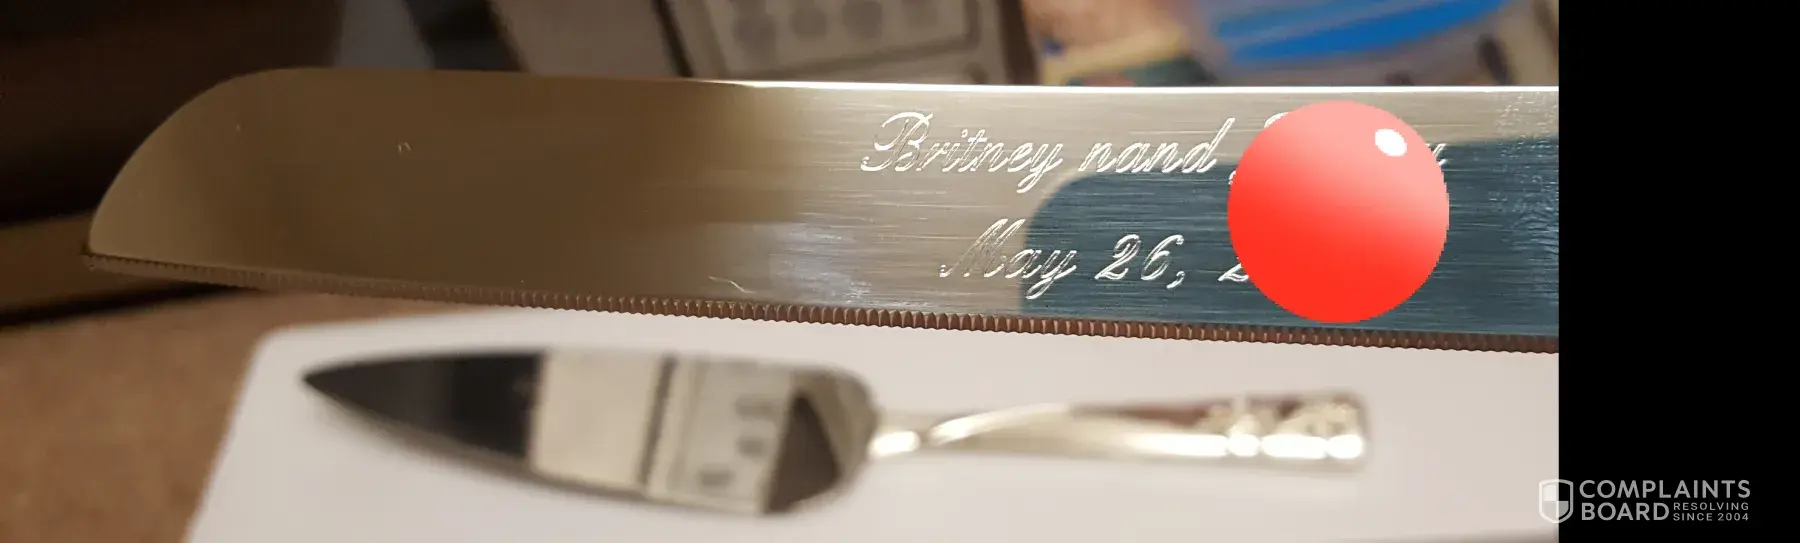 Britney nand
May 26,
COMPLAINTS
BOARD RESOLVING
SINCE 2004